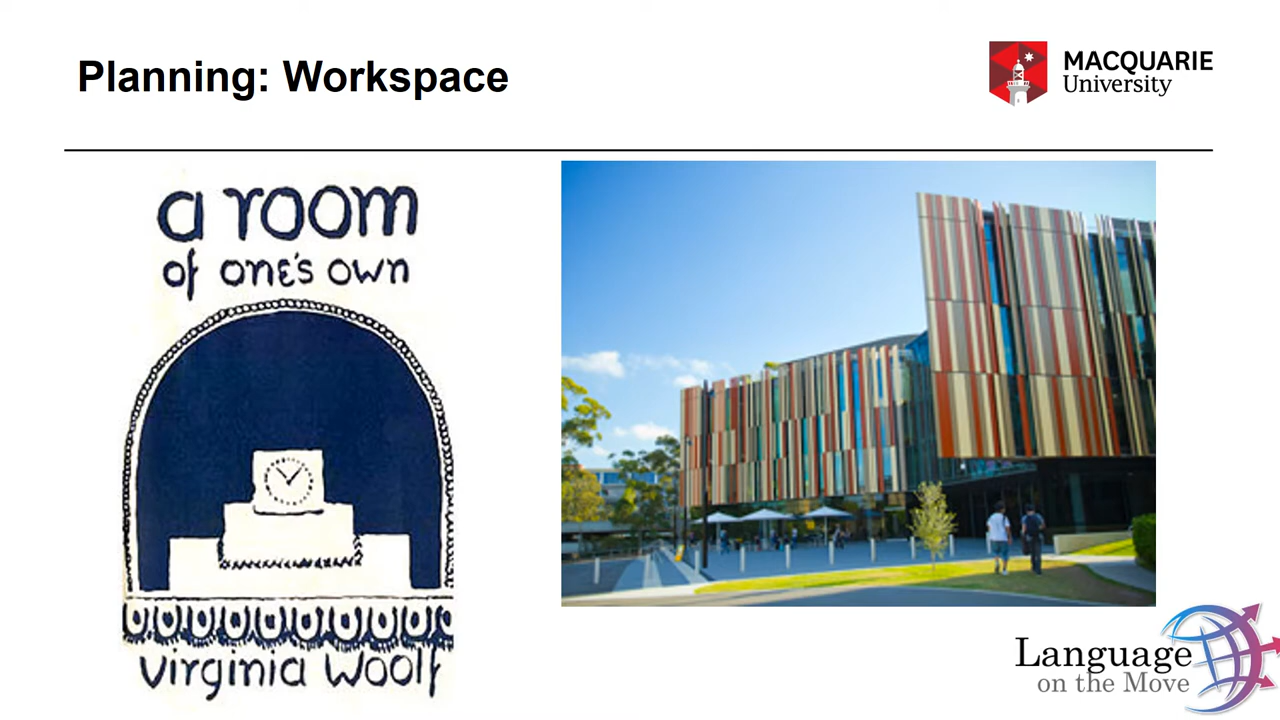 Planning: Workspace
MACQUARIE
University
a room
of one's own
virginia Woolf
Language
on the Move